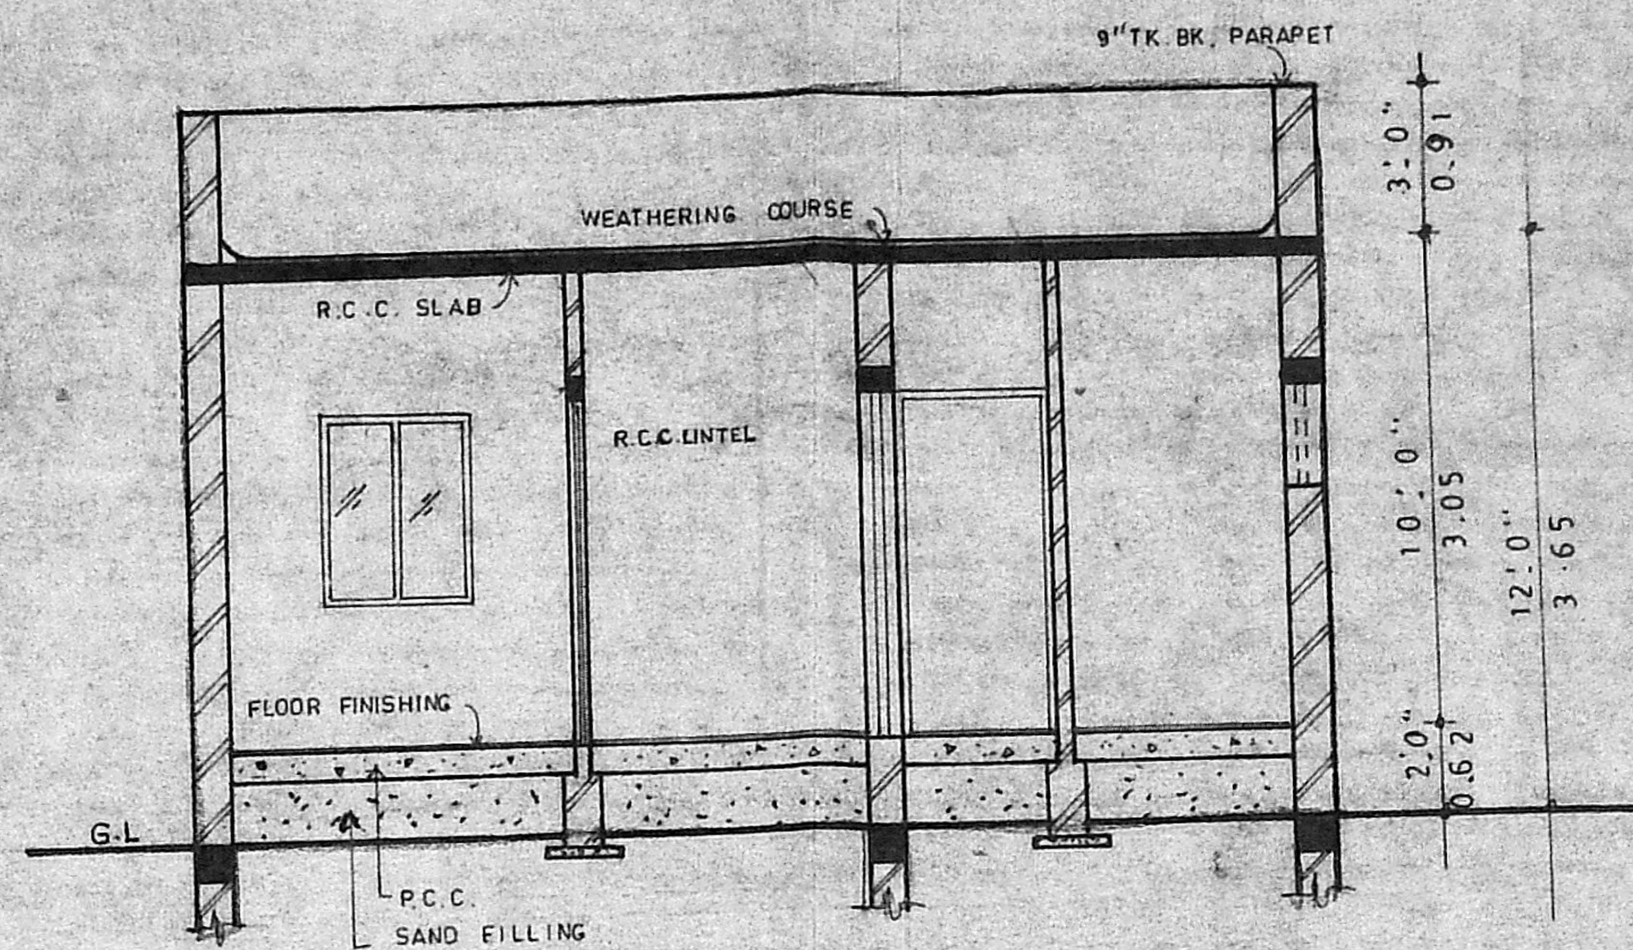 9" TK. BK. PARAPET
3'-0"
0.91
WEATHERING COURSE
R.C.C. SLAB
R.C.C. LINTEL
10'-0"
3.05
12'-0"
3.65
FLOOR FINISHING
2'-0"
0.62
G.L
P.C.C.
SAND FILLING